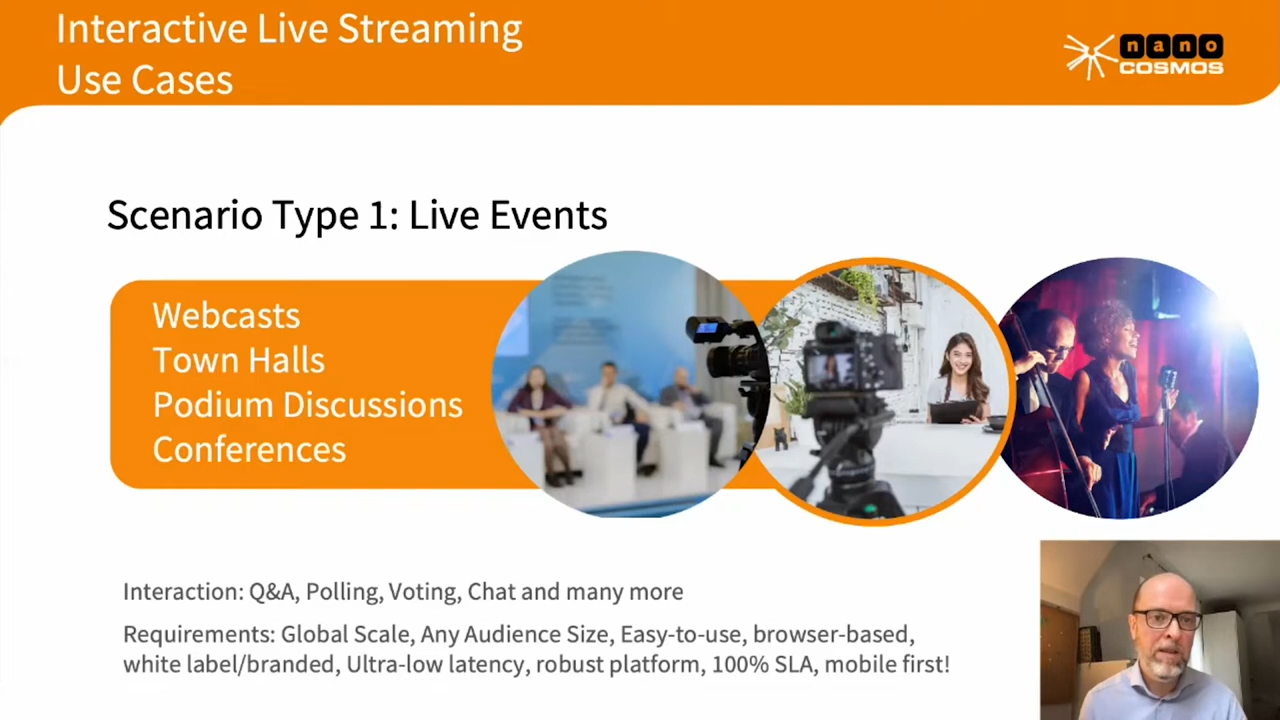 Interactive Live Streaming
Use Cases
nano
COSMOS
Scenario Type 1: Live Events
Webcasts
Town Halls
Podium Discussions
Conferences
Interaction: Q&A, Polling, Voting, Chat and many more
Requirements: Global Scale, Any Audience Size, Easy-to-use, browser-based,
white label/branded, Ultra-low latency, robust platform, 100% SLA, mobile first!